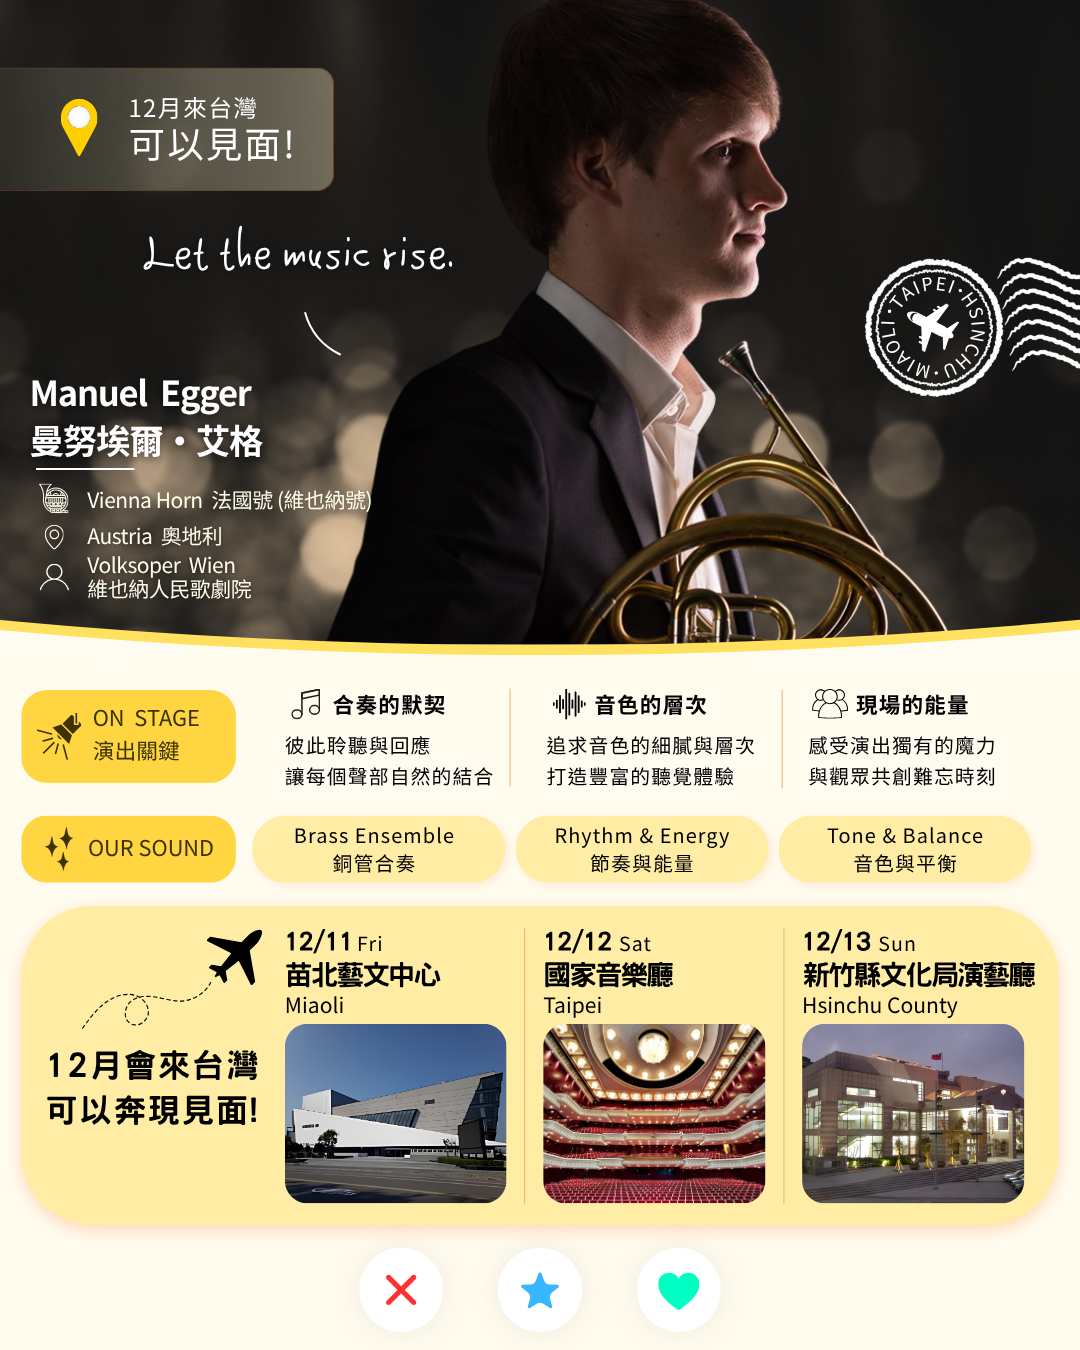 12月來台灣
可以見面!
Let the music rise.
TAIPEI · HSINCHU · MIAOLI ·
Manuel Egger
曼努埃爾・艾格
Vienna Horn 法國號 (維也納號)
Austria 奧地利
Volksoper Wien
維也納人民歌劇院
ON STAGE
演出關鍵
合奏的默契
彼此聆聽與回應
讓每個聲部自然的結合
音色的層次
追求音色的細膩與層次
打造豐富的聽覺體驗
現場的能量
感受演出獨有的魔力
與觀眾共創難忘時刻
OUR SOUND
Brass Ensemble
銅管合奏
Rhythm & Energy
節奏與能量
Tone & Balance
音色與平衡
12月會來台灣
可以奔現見面!
12/11 Fri
苗北藝文中心
Miaoli
12/12 Sat
國家音樂廳
Taipei
12/13 Sun
新竹縣文化局演藝廳
Hsinchu County